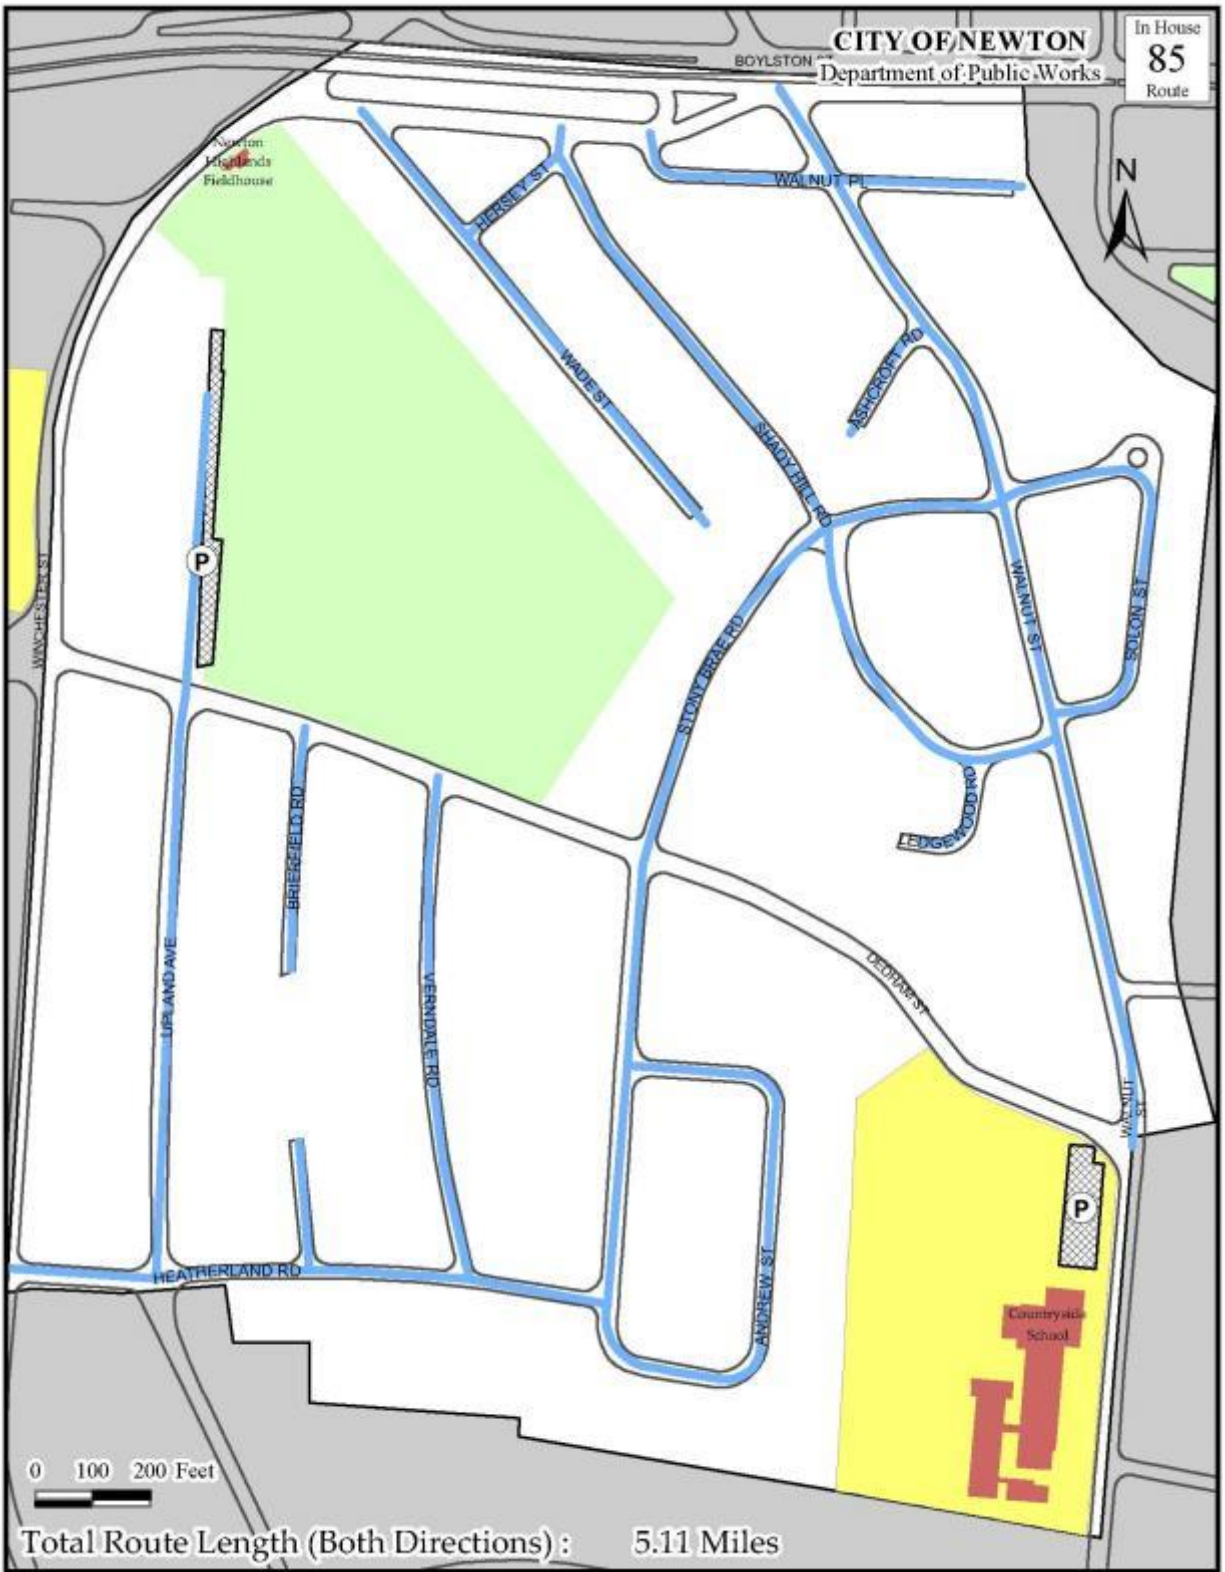 CITY OF NEWTON
Department of Public Works
In House
85
Route
BOYLSTON ST
N
Newton
Highlands
Fieldhouse
HERSEY ST
WALNUT PL
WADE ST
ASHCROFT RD
SHADY HILL RD
P
WINCHESTER ST
WALNUT ST
SOLON ST
STONY BRAE RD
BRIERFIELD RD
LEDGEWOOD RD
UPLAND AVE
VERNDALE RD
DEDHAM ST
WALNUT
ST
P
HEATHERLAND RD
ANDREW ST
Countryside
School
0 100 200 Feet
Total Route Length (Both Directions) : 5.11 Miles